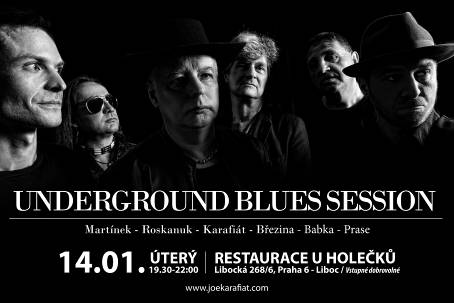 UNDERGROUND BLUES SESSION
Martínek - Roskanuk - Karafiát - Březina - Babka - Prase
14.01. ÚTERÝ
19.30-22:00
RESTAURACE U HOLEČKŮ
Libocká 268/6, Praha 6 - Liboc / Vstupné dobrovolné
www.joekarafiat.com